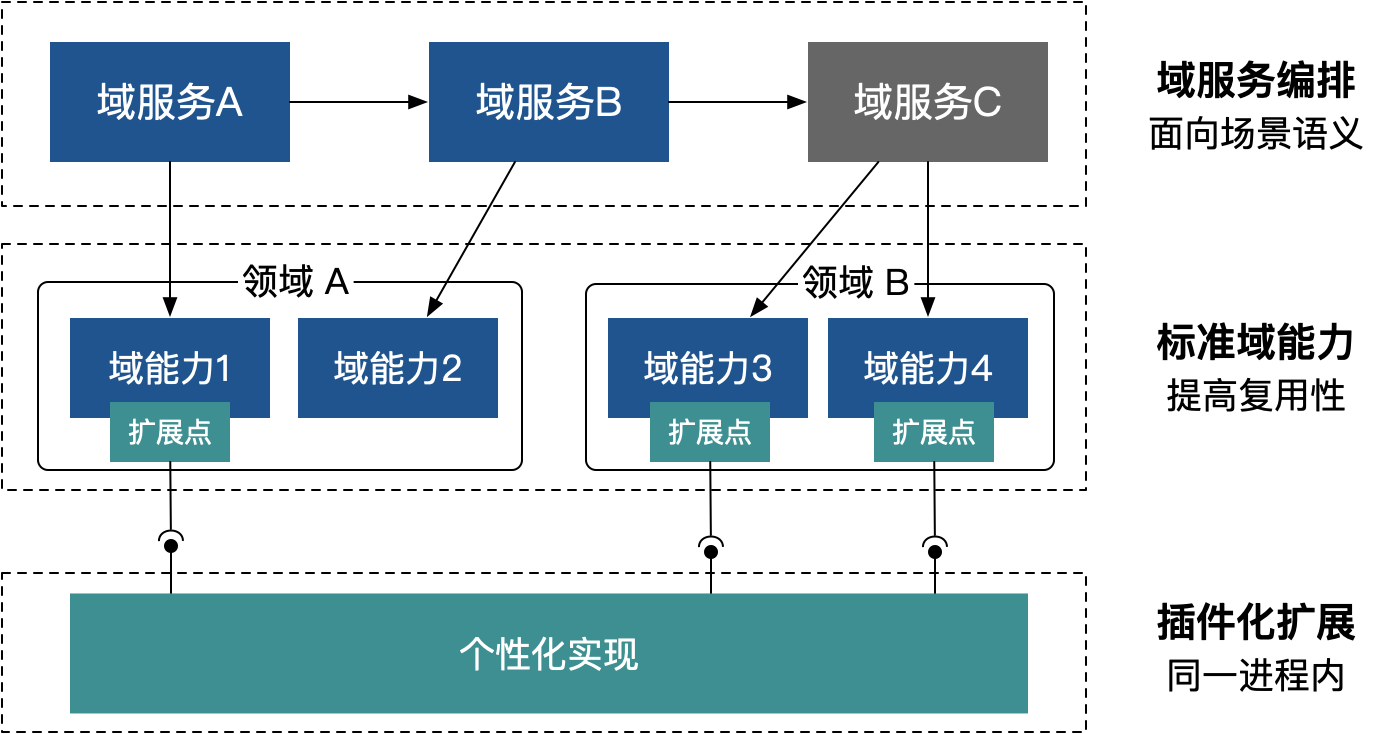 域服务A
域服务B
域服务C
域服务编排
面向场景语义
领域 A
领域 B
域能力1
域能力2
域能力3
域能力4
扩展点
扩展点
扩展点
标准域能力
提高复用性
个性化实现
插件化扩展
同一进程内